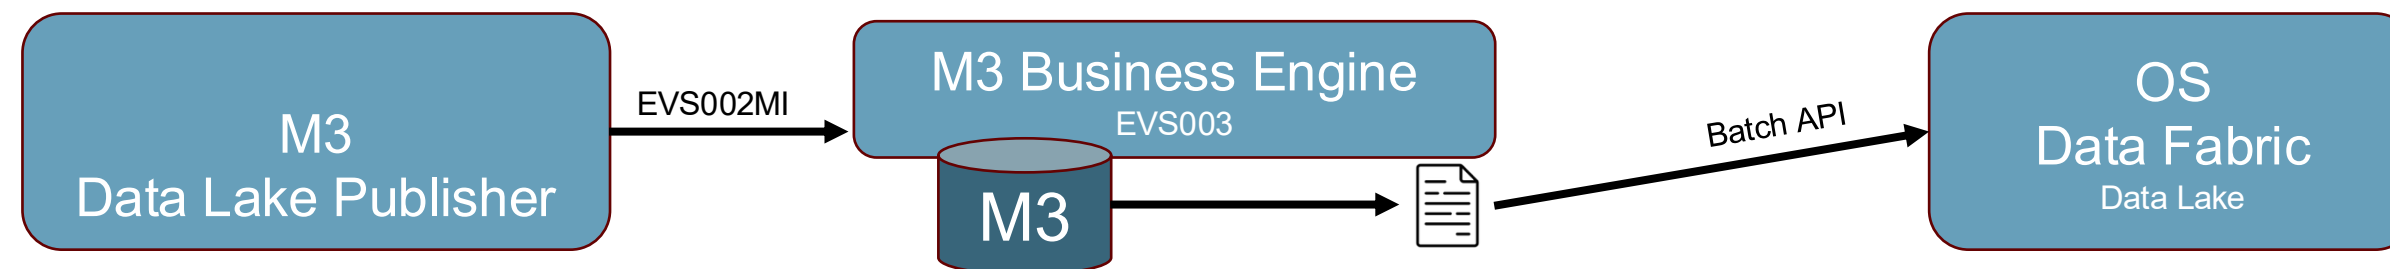 M3
Data Lake Publisher
EVS002MI
M3 Business Engine
EVS003
M3
Batch API
OS
Data Fabric
Data Lake